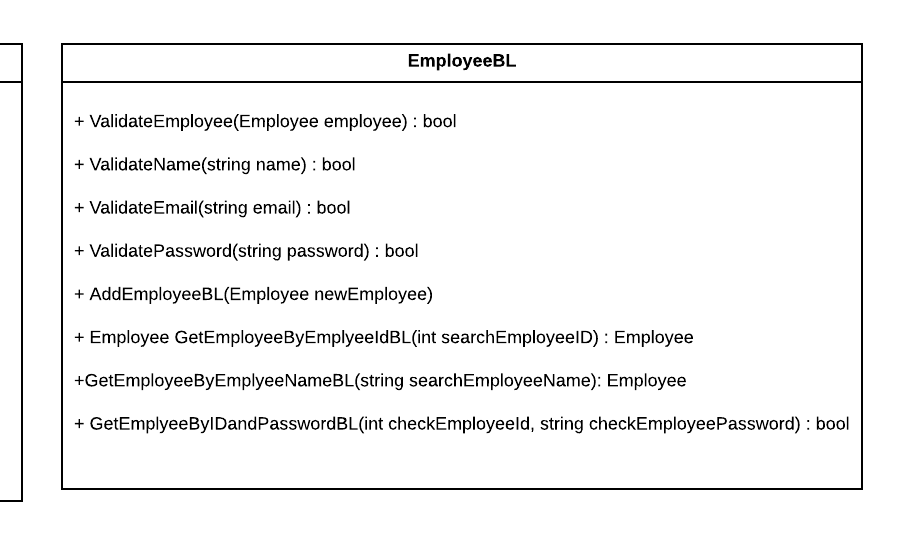 EmployeeBL
+ ValidateEmployee(Employee employee) : bool
+ ValidateName(string name) : bool
+ ValidateEmail(string email) : bool
+ ValidatePassword(string password) : bool
+ AddEmployeeBL(Employee newEmployee)
+ Employee GetEmployeeByEmplyeeIdBL(int searchEmployeeID) : Employee
+GetEmployeeByEmplyeeNameBL(string searchEmployeeName): Employee
+ GetEmplyeeByIDandPasswordBL(int checkEmployeeId, string checkEmployeePassword) : bool